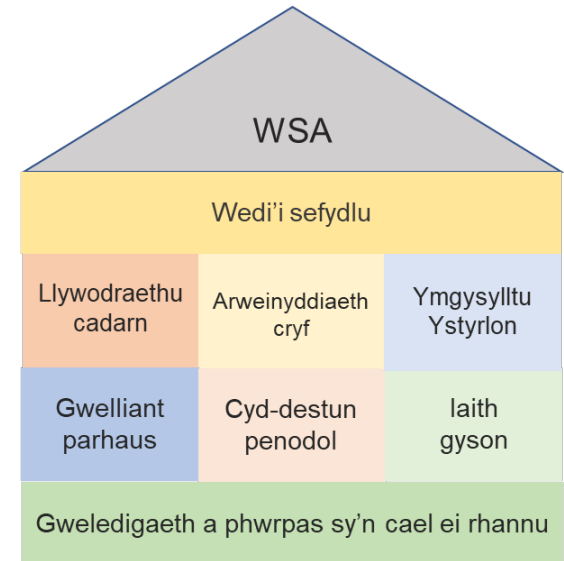 WSA
Wedi’i sefydlu
Llywodraethu
cadarn
Arweinyddiaeth
cryf
Ymgysylltu
Ystyrlon
Gwelliant
parhaus
Cyd-destun
penodol
Iaith
gyson
Gweledigaeth a phwrpas sy’n cael ei rhannu